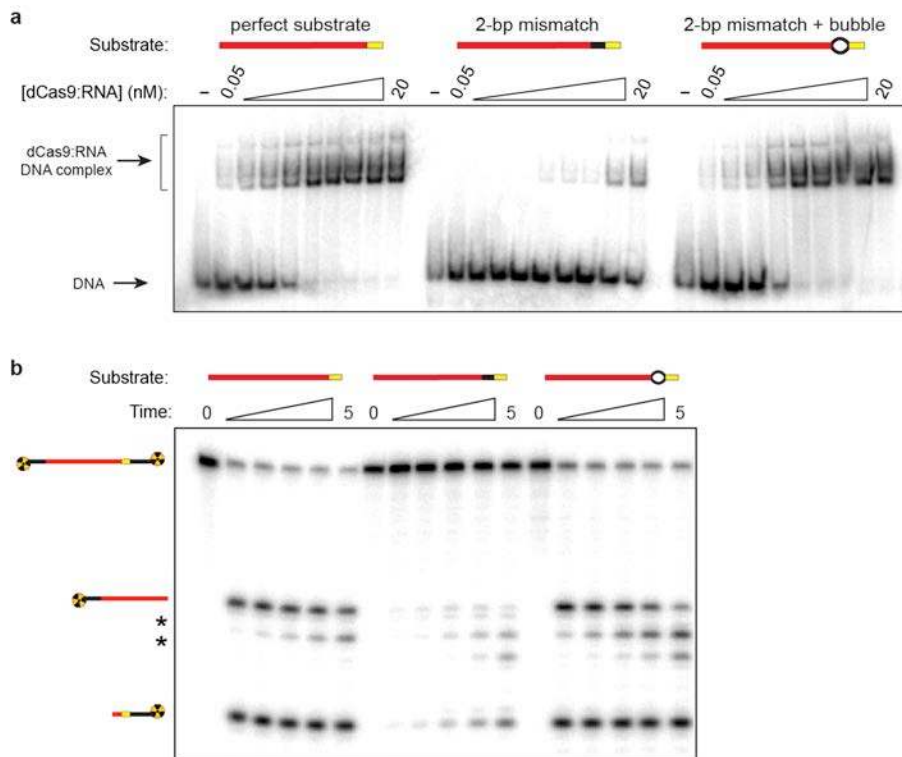 a
perfect substrate 2-bp mismatch 2-bp mismatch + bubble
Substrate:
[dCas9:RNA] (nM): – 0.05 20 – 0.05 20 – 0.05 20
dCas9:RNA
DNA complex
DNA
b
Substrate:
Time: 0 5 0 5 0 5
*
*